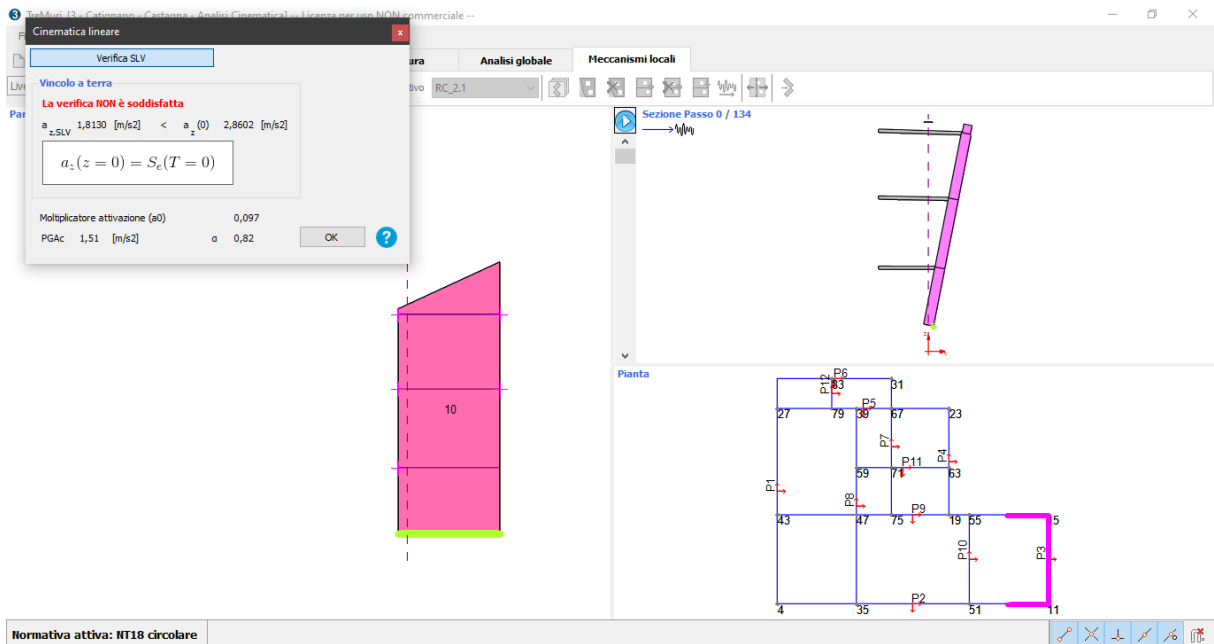 TreMuri [3 - Catignano - Castagna - Analisi Cinematica] -- Licenza per uso NON commerciale --
Cinematica lineare
x
Verifica SLV
Vincolo a terra
La verifica NON è soddisfatta
a z,SLV 1,8130 [m/s2] < a z (0) 2,8602 [m/s2]
a_z(z = 0) = S_e(T = 0)
Moltiplicatore attivazione (a0) 0,097
PGAc 1,51 [m/s2] α 0,82
OK
?
ura
Analisi globale
Meccanismi locali
Live
tivo
RC_2.1
Par
Sezione Passo 0 / 134
10
Pianta
P6
P12 83 31
P5
27 79 39 67 23
P7 P4
P11
59 71 63
P1 P8
P9
43 47 75 19 55 5
P10 P3
P2
4 35 51 11
Normativa attiva: NT18 circolare